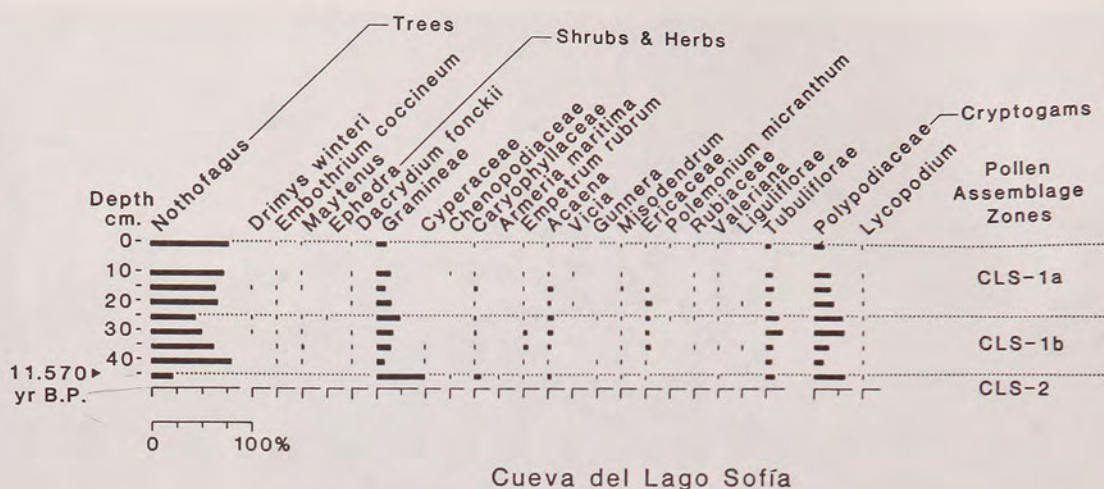 Trees
Shrubs & Herbs
Cryptogams
Nothofagus
Drimys winteri
Embothrium coccineum
Maytenus
Ephedra
Dacrydium fonckii
Gramineae
Cyperaceae
Chenopodiaceae
Caryophyllaceae
Armeria maritima
Empetrum rubrum
Acaena
Vicia
Gunnera
Misodendrum
Ericaceae
Polemonium micranthum
Rubiaceae
Valeriana
Liguliflorae
Tubuliflorae
Polypodiaceae
Lycopodium
Pollen
Assemblage
Zones
Depth
cm.
0-
10-
20-
30-
40-
11.570
yr B.P.
CLS-1a
CLS-1b
CLS-2
0 100%
Cueva del Lago Sofía